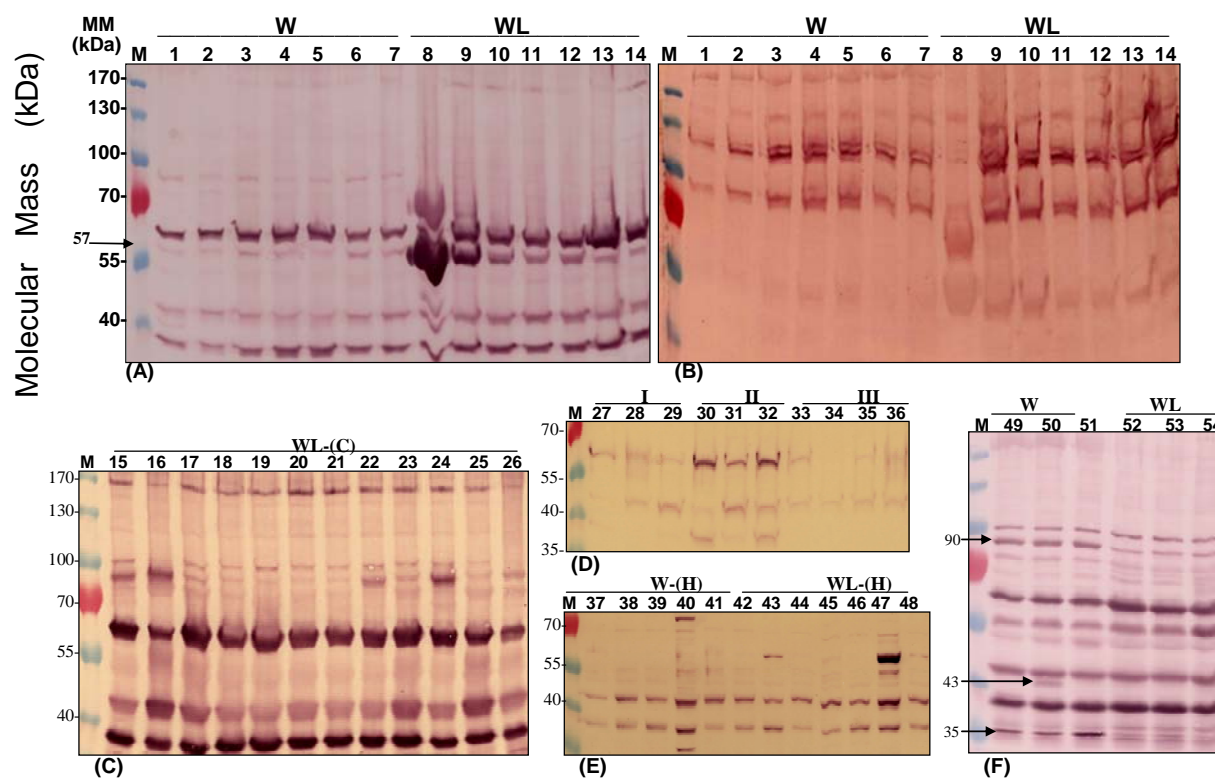 Molecular Mass (kDa)
MM
(kDa)
W
WL
M 1 2 3 4 5 6 7 8 9 10 11 12 13 14
170
130
100
70
57
55
40
(A)
W
WL
M 1 2 3 4 5 6 7 8 9 10 11 12 13 14
(B)
WL-(C)
M 15 16 17 18 19 20 21 22 23 24 25 26
170
130
100
70
55
40
(C)
I II III
M 27 28 29 30 31 32 33 34 35 36
70-
55-
40-
35-
(D)
W-(H) WL-(H)
M 37 38 39 40 41 42 43 44 45 46 47 48
70
55
40
(E)
W WL
M 49 50 51 52 53 54
90
43
35
(F)